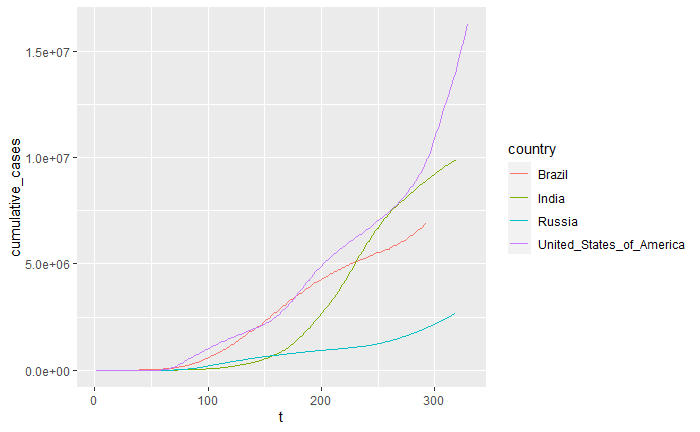 1.5e+07
1.0e+07
5.0e+06
0.0e+00
cumulative_cases
0 100 200 300
t
country
Brazil
India
Russia
United_States_of_America